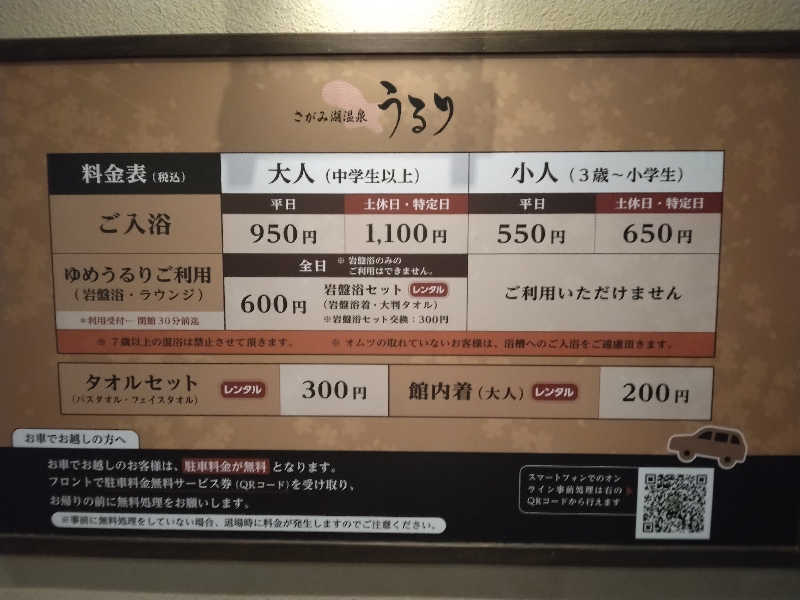 さがみ湖温泉 うるり
料金表（税込） 大人（中学生以上） 小人（３歳～小学生）
平日 土休日・特定日 平日 土休日・特定日
ご入浴 950円 1,100円 550円 650円
ゆめうるりご利用
（岩盤浴・ラウンジ）
＊利用受付－閉館30分前迄
全日 ※岩盤浴のみの
ご利用はできません。
600円 岩盤浴セット レンタル
（岩盤浴着・大判タオル）
※岩盤浴セット交換：300円
ご利用いただけません
※７歳以上の混浴は禁止させて頂きます。 ※オムツの取れていないお客様は、浴槽へのご入浴をご遠慮頂きます。
タオルセット レンタル 300円
（バスタオル・フェイスタオル）
館内着（大人） レンタル 200円
お車でお越しの方へ
お車でお越しのお客様は、駐車料金が無料となります。
フロントで駐車料金無料サービス券（QRコード）を受け取り、
お帰りの前に無料処理をお願いします。
※事前に無料処理をしていない場合、退場時に料金が発生しますのでご注意ください。
スマートフォンでのオン
ライン事前処理は右の
QRコードから行えます